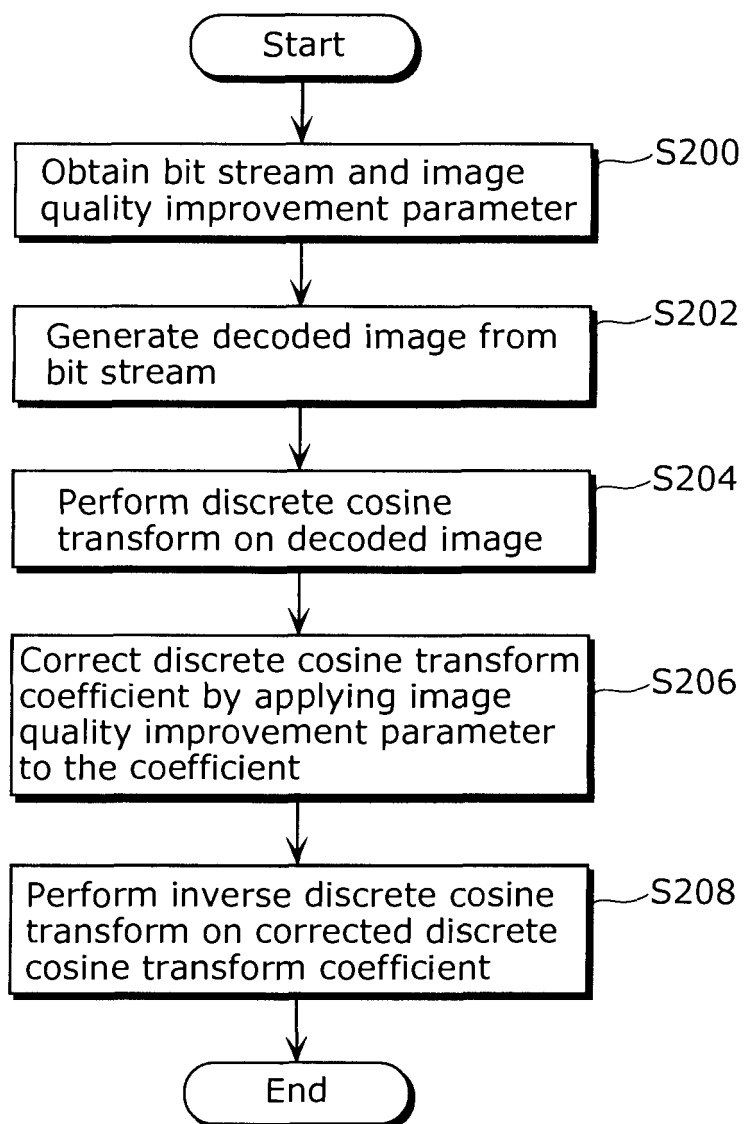 Start
S200
Obtain bit stream and image
quality improvement parameter
S202
Generate decoded image from
bit stream
S204
Perform discrete cosine
transform on decoded image
S206
Correct discrete cosine transform
coefficient by applying image
quality improvement parameter
to the coefficient
S208
Perform inverse discrete cosine
transform on corrected discrete
cosine transform coefficient
End